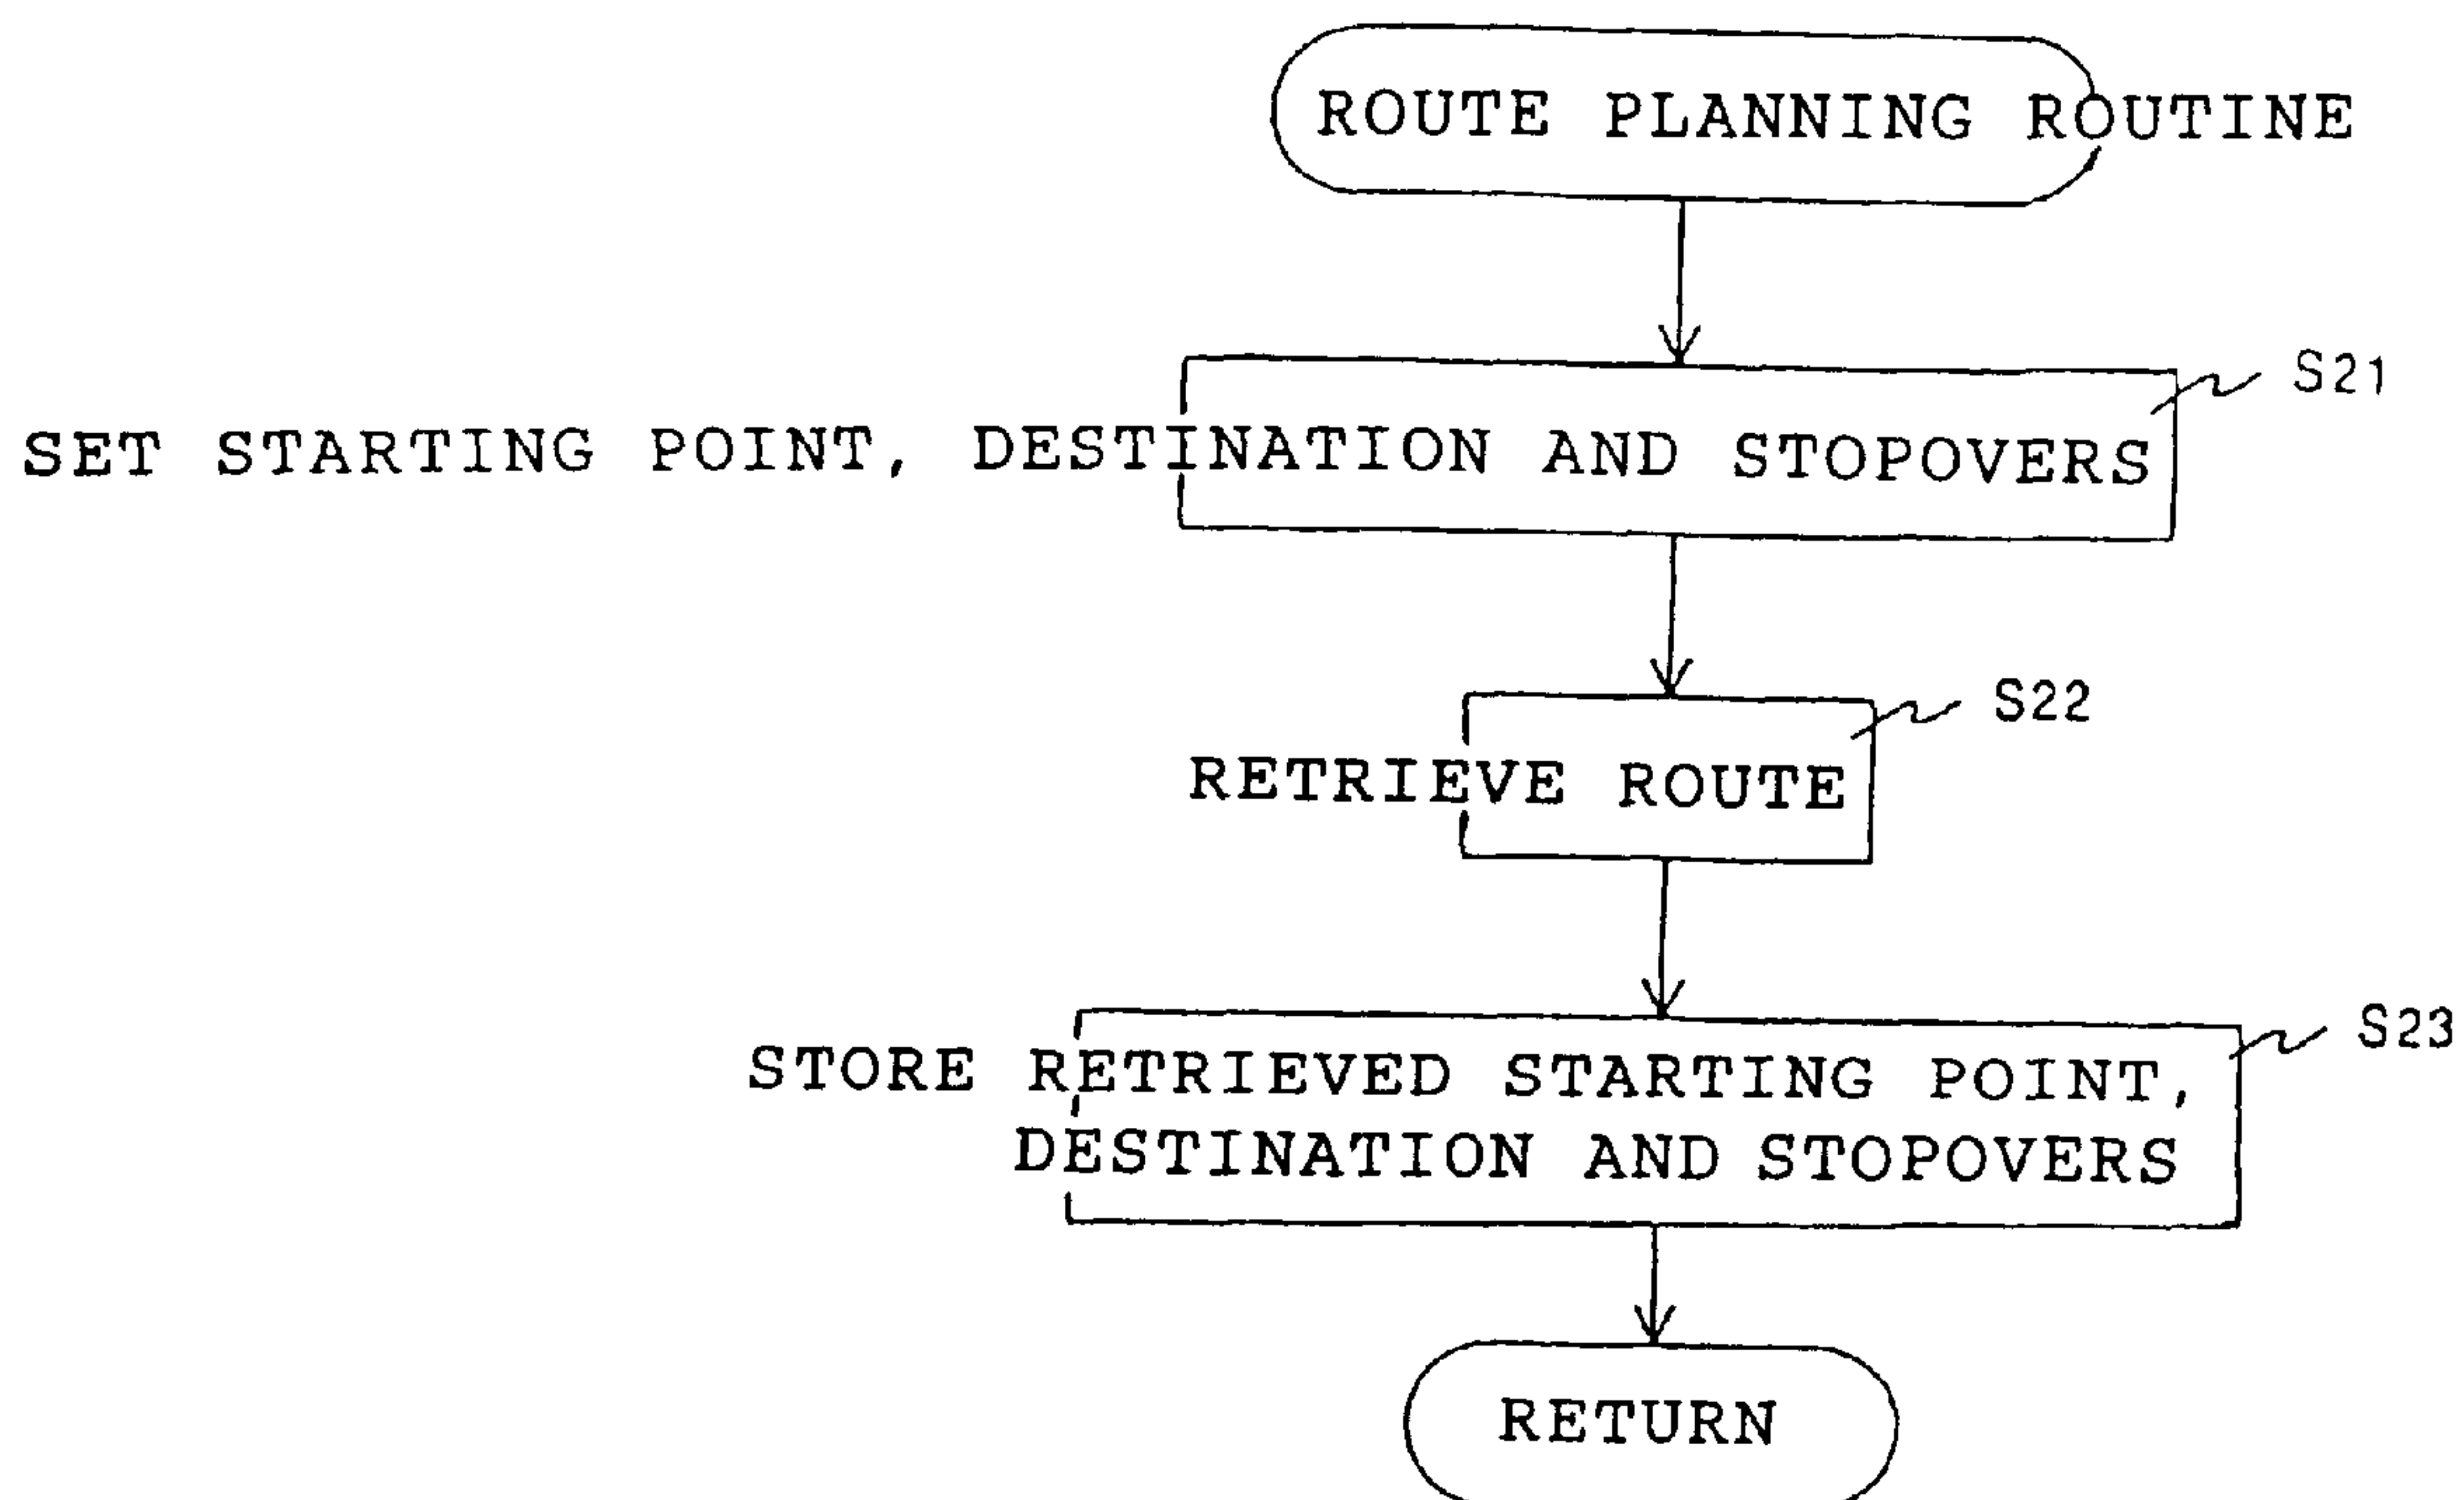 ROUTE PLANNING ROUTINE
S21
SET STARTING POINT, DESTINATION AND STOPOVERS
S22
RETRIEVE ROUTE
S23
STORE RETRIEVED STARTING POINT,
DESTINATION AND STOPOVERS
RETURN